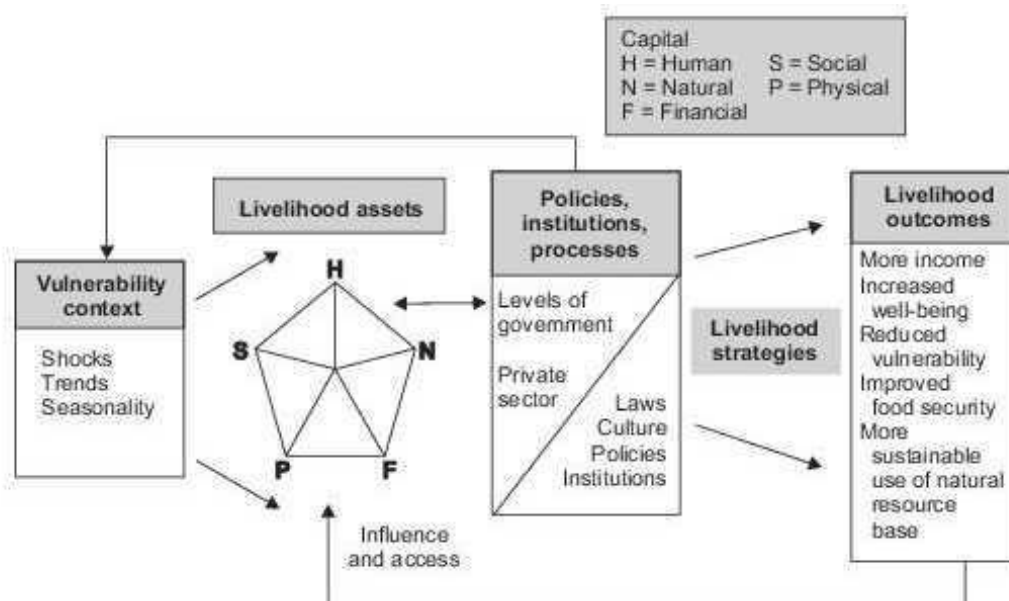 Capital
H = Human S = Social
N = Natural P = Physical
F = Financial
Livelihood assets
Policies,
institutions,
processes
Livelihood
outcomes
Vulnerability
context
Shocks
Trends
Seasonality
H
S
N
P
F
Influence
and access
Levels of
government
Private
sector
Laws
Culture
Policies
Institutions
Livelihood
strategies
More income
Increased
well-being
Reduced
vulnerability
Improved
food security
More
sustainable
use of natural
resource
base